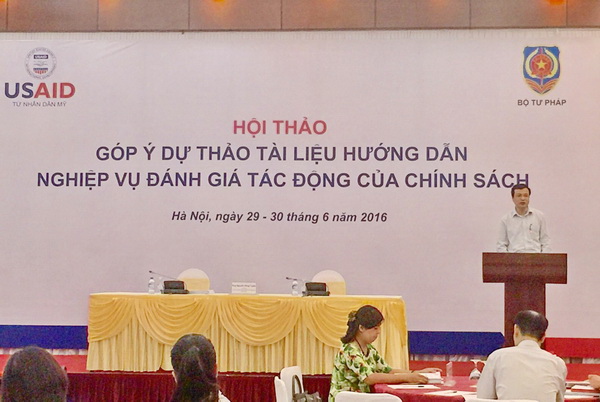 USAID
TỪ NHÂN DÂN MỸ
BỘ TƯ PHÁP
HỘI THẢO
GÓP Ý DỰ THẢO TÀI LIỆU HƯỚNG DẪN
NGHIỆP VỤ ĐÁNH GIÁ TÁC ĐỘNG CỦA CHÍNH SÁCH
Hà Nội, ngày 29 - 30 tháng 6 năm 2016